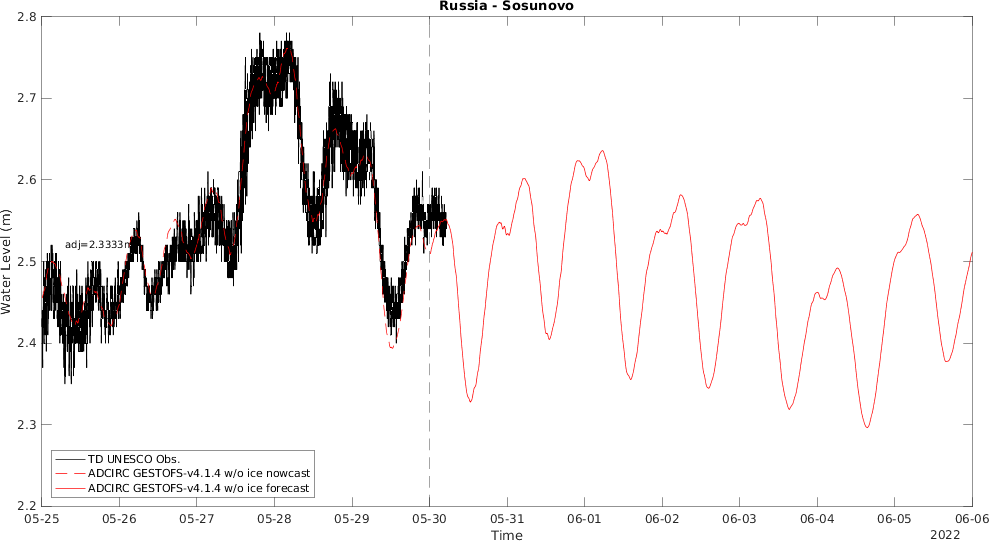 Russia - Sosunovo
2.8
2.7
2.6
2.5
2.4
2.3
2.2
Water Level (m)
adj=2.3333m
TD UNESCO Obs.
ADCIRC GESTOFS-v4.1.4 w/o ice nowcast
ADCIRC GESTOFS-v4.1.4 w/o ice forecast
05-25 05-26 05-27 05-28 05-29 05-30 05-31 06-01 06-02 06-03 06-04 06-05 06-06
Time
2022